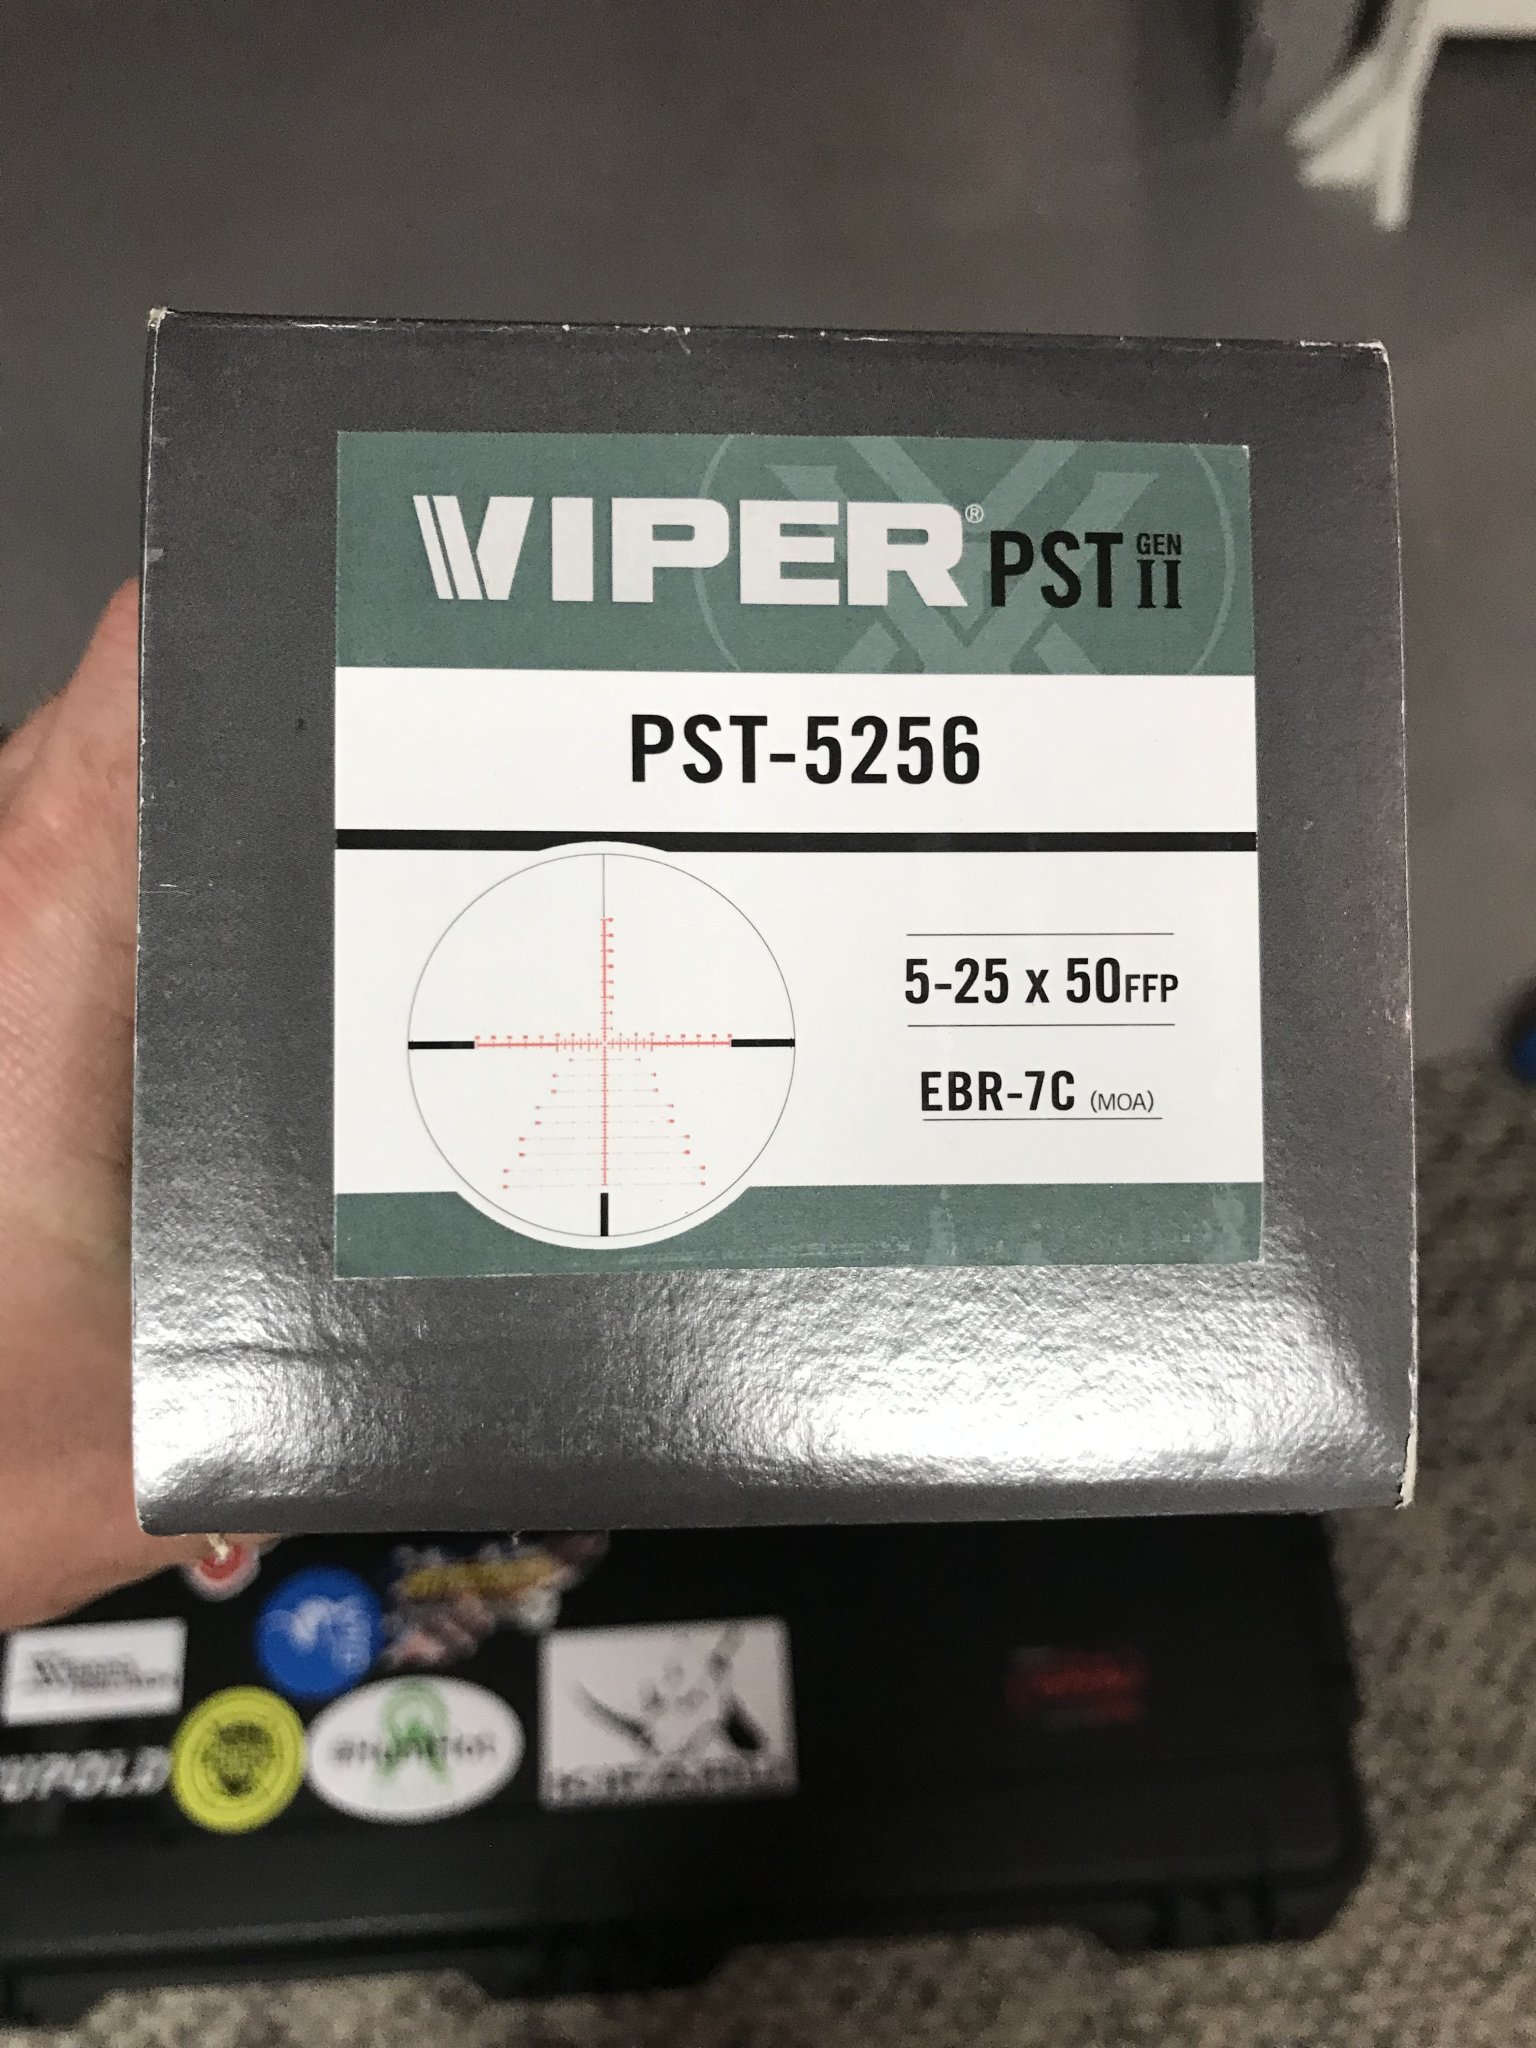 VIPER® PST GEN II
PST-5256
5-25 x 50FFP
EBR-7C (MOA)